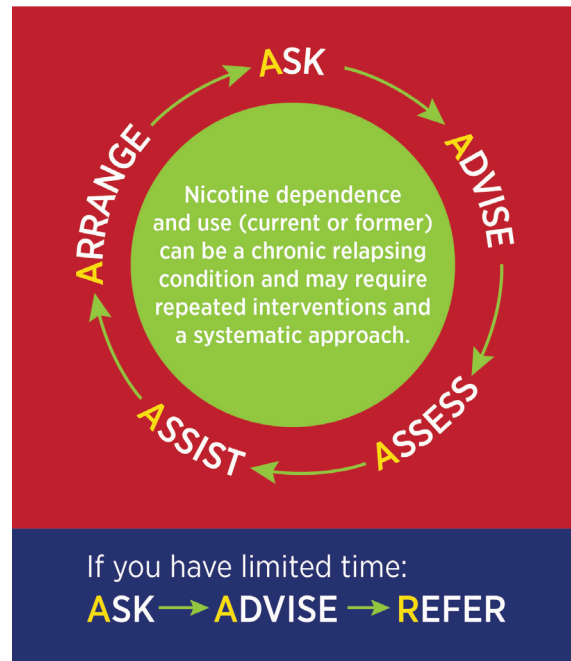 ASK
ADVISE
ASSESS
ASSIST
ARRANGE
Nicotine dependence
and use (current or former)
can be a chronic relapsing
condition and may require
repeated interventions and
a systematic approach.
If you have limited time:
ASK ADVISE REFER